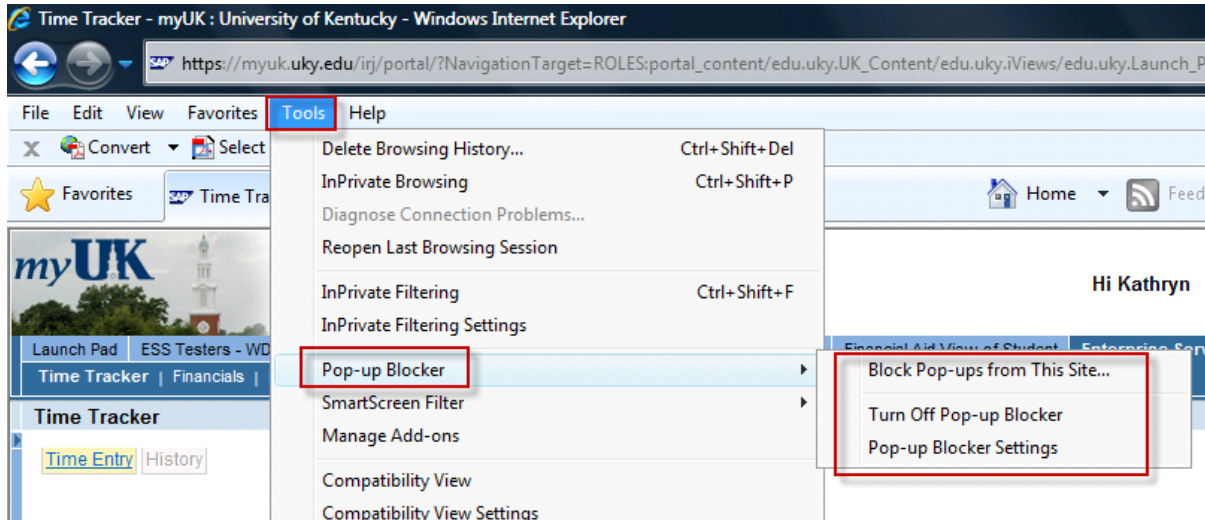 Time Tracker - myUK : University of Kentucky - Windows Internet Explorer
https://myuk.uky.edu/irj/portal/?NavigationTarget=ROLES:portal_content/edu.uky.UK_Content/edu.uky.iViews/edu.uky.Launch_P
File Edit View Favorites Tools Help
Convert Select
Delete Browsing History... Ctrl+Shift+Del
Favorites Time Tra
InPrivate Browsing Ctrl+Shift+P
Home Feed
Diagnose Connection Problems...
Reopen Last Browsing Session
myUK
InPrivate Filtering Ctrl+Shift+F
Hi Kathryn
InPrivate Filtering Settings
Launch Pad ESS Testers - WD
Financial Aid View of Student Enterprise Serv
Time Tracker | Financials |
Pop-up Blocker
Block Pop-ups from This Site...
SmartScreen Filter
Turn Off Pop-up Blocker
Time Tracker
Manage Add-ons
Pop-up Blocker Settings
Time Entry History
Compatibility View
Compatibility View Settings